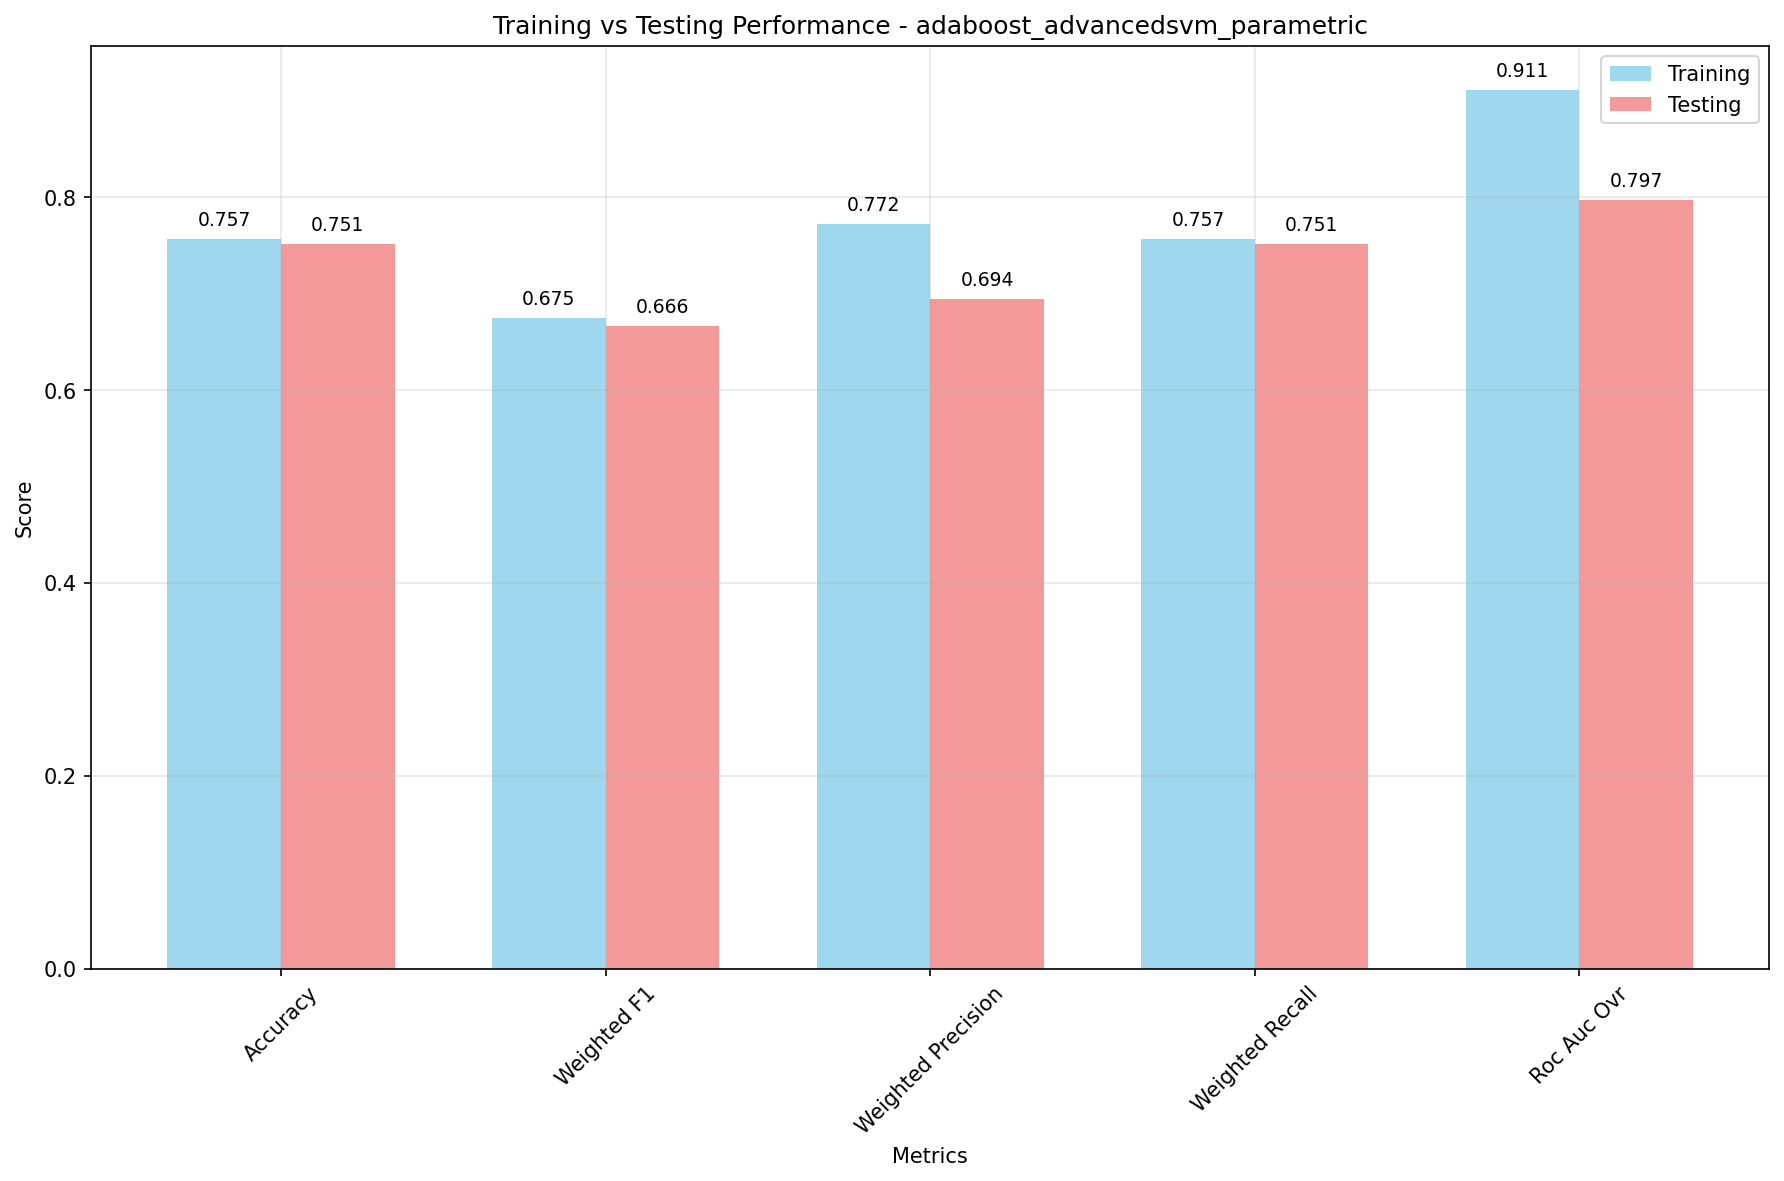 Training vs Testing Performance - adaboost_advancedsvm_parametric
Training
Testing
0.911
0.797
0.757
0.751
0.675
0.666
0.772
0.694
0.757
0.751
0.8
0.6
0.4
0.2
0.0
Score
Accuracy
Weighted F1
Weighted Precision
Weighted Recall
Roc Auc Ovr
Metrics